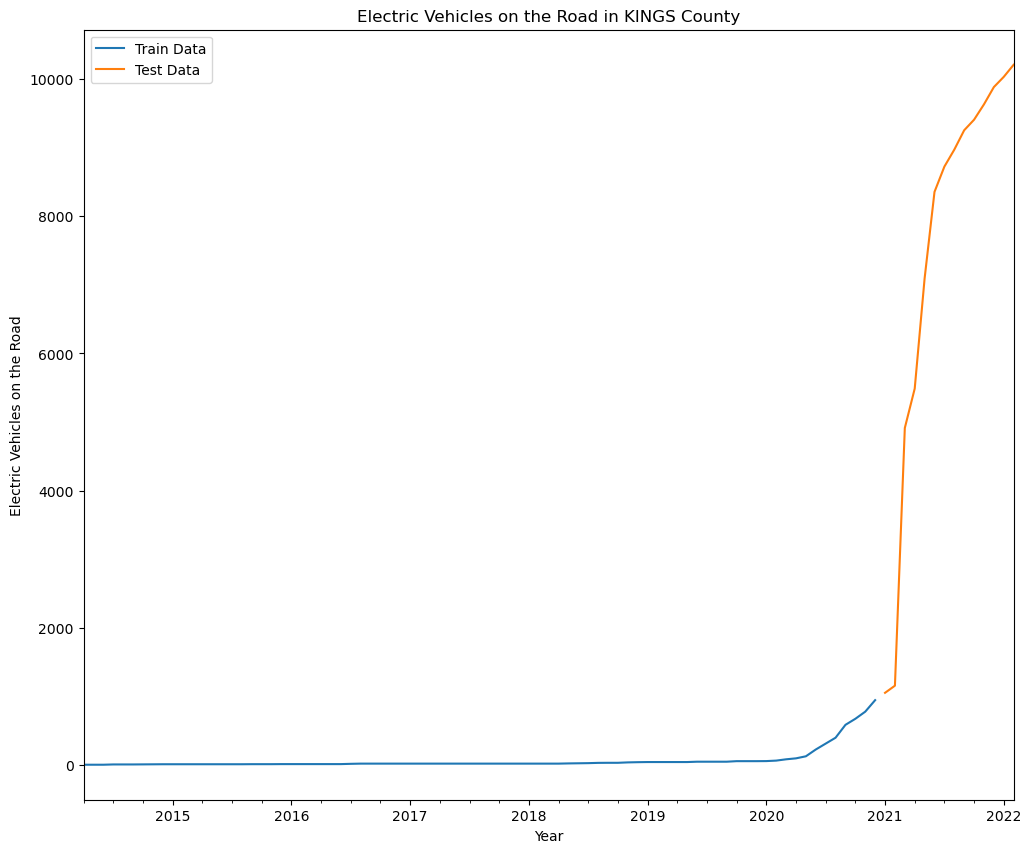 Electric Vehicles on the Road in KINGS County
Train Data
Test Data
10000
8000
6000
4000
2000
0
Electric Vehicles on the Road
2015 2016 2017 2018 2019 2020 2021 2022
Year